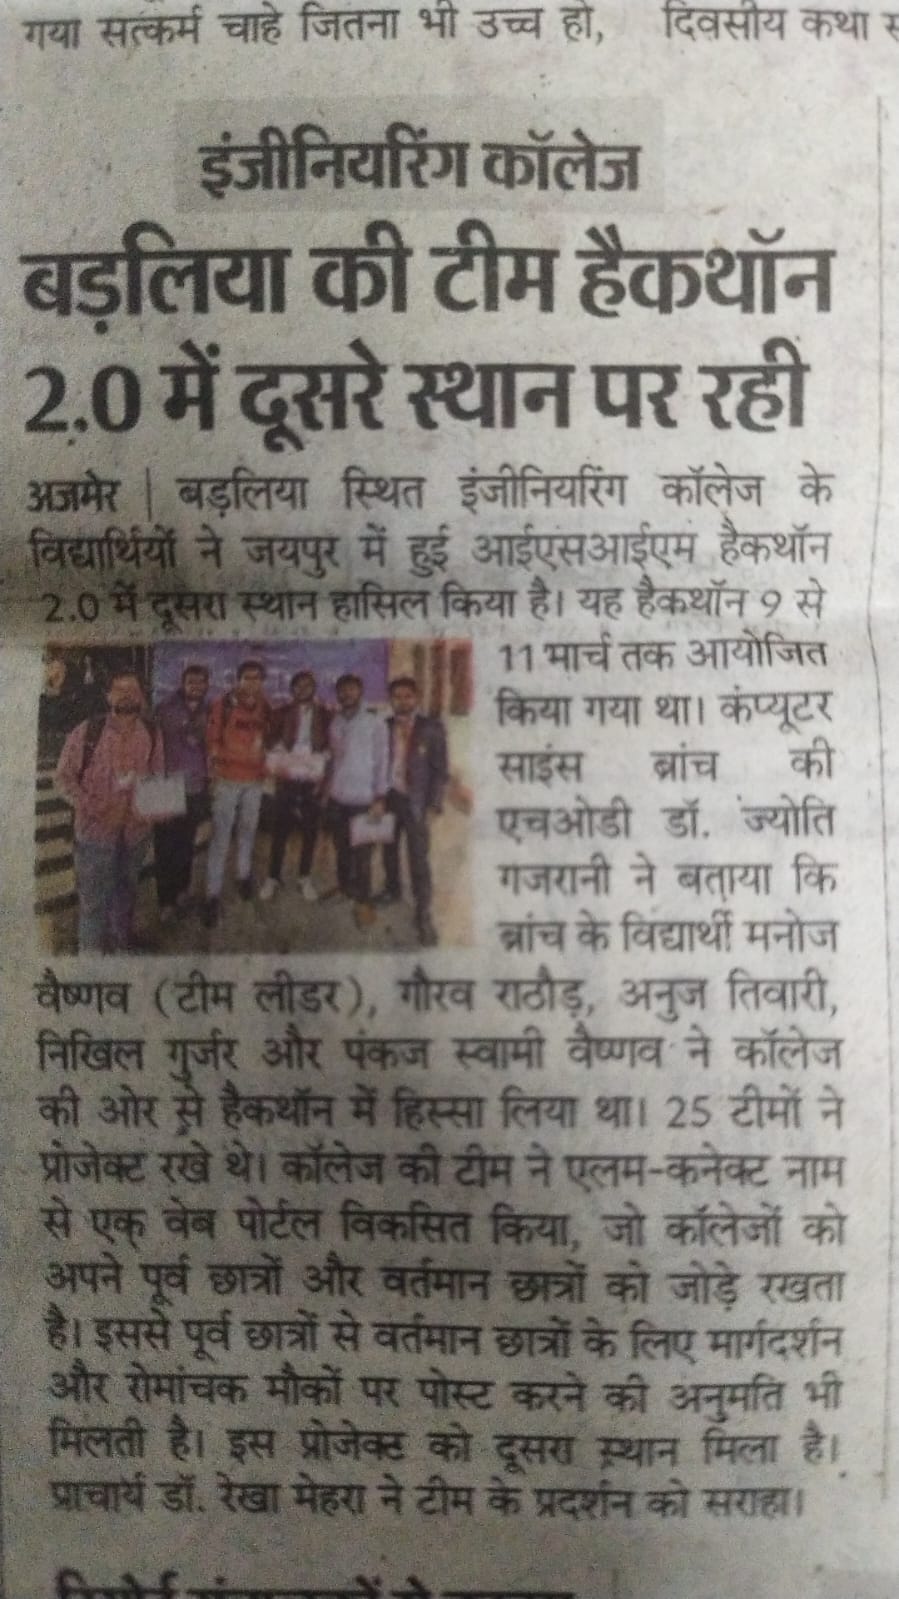 गया सत्कर्म चाहे जितना भी उच्च हो,
दिवसीय कथा
इंजीनियरिंग कॉलेज
बड़लिया की टीम हैकथॉन
2.0 में दूसरे स्थान पर रही
अजमेर | बड़लिया स्थित इंजीनियरिंग कॉलेज के
विद्यार्थियों ने जयपुर में हुई आईएसआईएम हैकथॉन
2.0 में दूसरा स्थान हासिल किया है। यह हैकथॉन 9 से
11 मार्च तक आयोजित
किया गया था। कंप्यूटर
साइंस ब्रांच की
एचओडी डॉ. ज्योति
गजरानी ने बताया कि
ब्रांच के विद्यार्थी मनोज
वैष्णव (टीम लीडर), गौरव राठौड़, अनुज तिवारी,
निखिल गुर्जर और पंकज स्वामी वैष्णव ने कॉलेज
की ओर से हैकथॉन में हिस्सा लिया था। 25 टीमों ने
प्रोजेक्ट रखे थे। कॉलेज की टीम ने एलम-कनेक्ट नाम
से एक वेब पोर्टल विकसित किया, जो कॉलेजों को
अपने पूर्व छात्रों और वर्तमान छात्रों को जोड़े रखता
है। इससे पूर्व छात्रों से वर्तमान छात्रों के लिए मार्गदर्शन
और रोमांचक मौकों पर पोस्ट करने की अनुमति भी
मिलती है। इस प्रोजेक्ट को दूसरा स्थान मिला है।
प्राचार्य डॉ. रेखा मेहरा ने टीम के प्रदर्शन को सराहा।